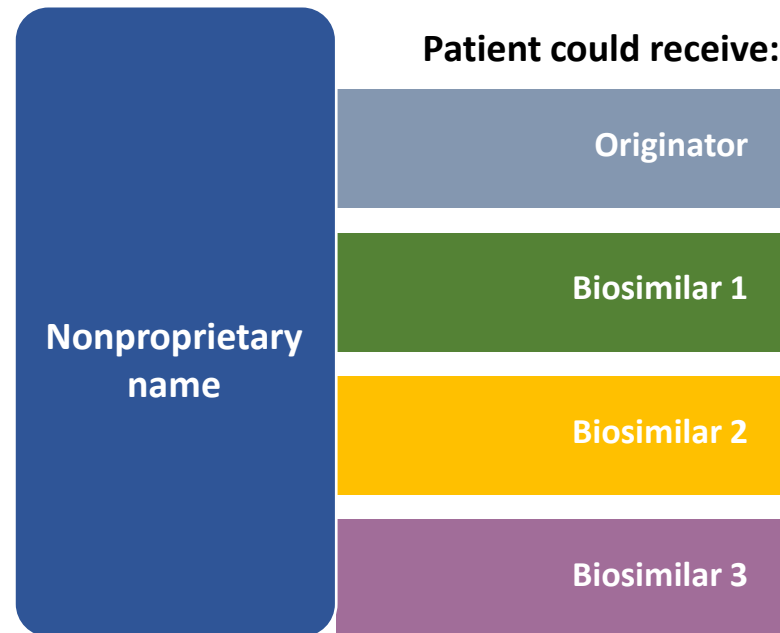 Patient could receive:
Originator
Biosimilar 1
Nonproprietary
name
Biosimilar 2
Biosimilar 3